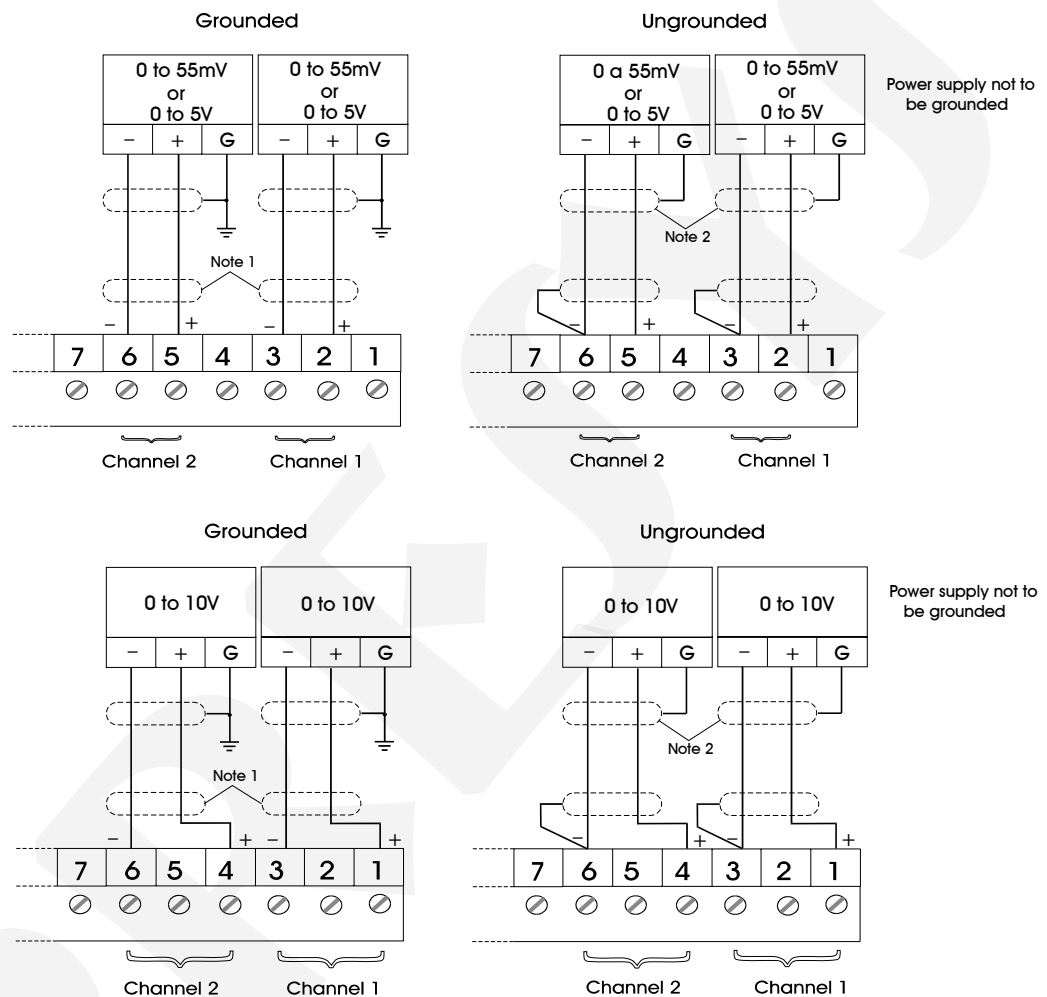 Grounded
Ungrounded
0 to 55mV
or
0 to 5V
0 to 55mV
or
0 to 5V
0 a 55mV
or
0 to 5V
0 to 55mV
or
0 to 5V
Power supply not to
be grounded
− + G − + G
− + G − + G
Note 1
Note 2
− + − +
− + − +
7 6 5 4 3 2 1
7 6 5 4 3 2 1
Channel 2 Channel 1
Channel 2 Channel 1
Grounded
Ungrounded
0 to 10V 0 to 10V
0 to 10V 0 to 10V
Power supply not to
be grounded
− + G − + G
− + G − + G
Note 1
Note 2
− + − +
− + − +
7 6 5 4 3 2 1
7 6 5 4 3 2 1
Channel 2 Channel 1
Channel 2 Channel 1